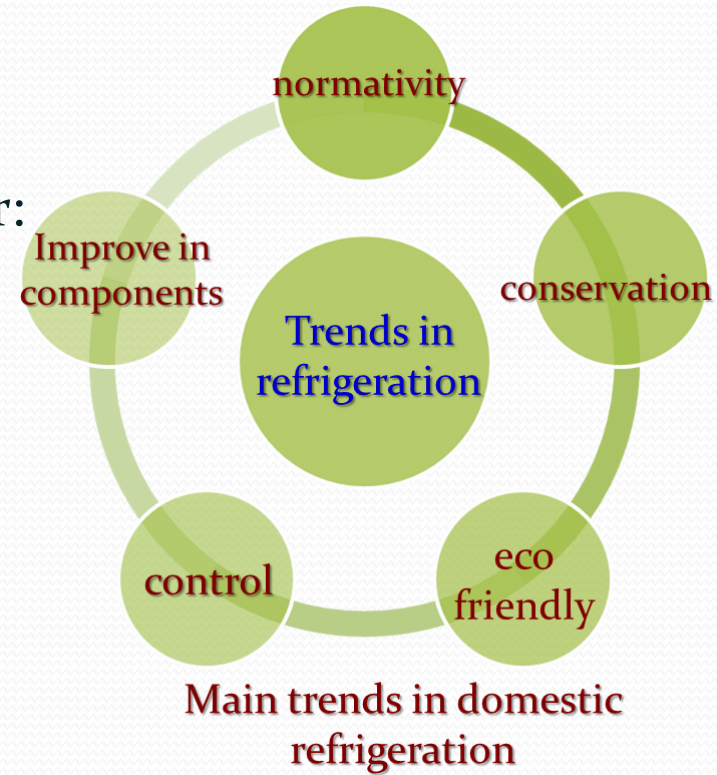 normativity
r:
Improve in
components
conservation
Trends in
refrigeration
control
eco
friendly
Main trends in domestic
refrigeration